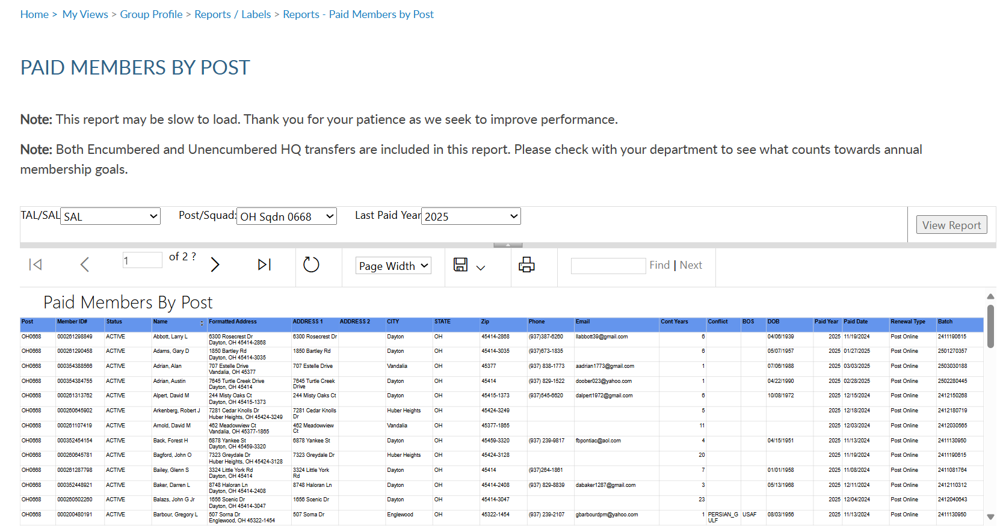 Home > My Views > Group Profile > Reports / Labels > Reports - Paid Members by Post
PAID MEMBERS BY POST
Note: This report may be slow to load. Thank you for your patience as we seek to improve performance.
Note: Both Encumbered and Unencumbered HQ transfers are included in this report. Please check with your department to see what counts towards annual
membership goals.
TAL/SAL SAL Post/Squad: OH Sqdn 0668 Last Paid Year 2025 View Report
1 of 2 ? Page Width Find | Next
Paid Members By Post
Post Member ID# Status Name Formatted Address ADDRESS 1 ADDRESS 2 CITY STATE Zip Phone Email Cont Years Conflict BOS DOB Paid Year Paid Date Renewal Type Batch
OH0668 000261298849 ACTIVE Abbott, Larry L 6300 Rosecrest Dr 6300 Rosecrest Dr Dayton OH 45414-2868 (937)387-6260 llabbott39@gmail.com 6 04/06/1939 2025 11/19/2024 Post Online 2411190615
Dayton, OH 45414-2868
OH0668 000261290458 ACTIVE Adams, Gary D 1850 Bartley Rd 1850 Bartley Rd Dayton OH 45414-3035 (937)673-1835 6 05/07/1957 2025 01/27/2025 Post Online 2501270357
Dayton, OH 45414-3035
OH0668 000354388566 ACTIVE Adrian, Alan 707 Estelle Drive 707 Estelle Drive Vandalia OH 45377 (937) 838-1773 aadrian1773@gmail.com 1 07/06/1988 2025 03/03/2025 Post Online 2503030188
Vandalia, OH 45377
OH0668 000354384755 ACTIVE Adrian, Austin 7645 Turtle Creek Drive 7645 Turtle Creek Dayton OH 45414 (937) 829-1522 doober023@yahoo.com 1 04/22/1990 2025 02/28/2025 Post Online 2502280445
Dayton, OH 45414 Drive
OH0668 000261313762 ACTIVE Alpert, David M 244 Misty Oaks Ct 244 Misty Oaks Ct Dayton OH 45415-1373 (937)545-6620 dalpert1972@gmail.com 6 10/08/1972 2025 12/15/2024 Post Online 2412150268
Dayton, OH 45415-1373
OH0668 000260645902 ACTIVE Arkenberg, Robert J 7281 Cedar Knolls Dr 7281 Cedar Knolls Huber Heights OH 45424-3249 5 2025 12/18/2024 Post Online 2412180719
Huber Heights, OH 45424-3249 Dr
OH0668 000261107419 ACTIVE Arnold, David M 462 Meadowview Ct 462 Meadowview Vandalia OH 45377-1865 11 2025 12/03/2024 Post Online 2412030565
Vandalia, OH 45377-1865 Ct
OH0668 000352454154 ACTIVE Back, Forest H 6878 Yankee St 6878 Yankee St Dayton OH 45459-3320 (937) 239-9817 fbpontiac@aol.com 4 04/15/1951 2025 11/13/2024 Post Online 2411130950
Dayton, OH 45459-3320
OH0668 000260645781 ACTIVE Bagford, John O 7323 Greydale Dr 7323 Greydale Dr Huber Heights OH 45424-3128 20 2025 11/19/2024 Post Online 2411190615
Huber Heights, OH 45424-3128
OH0668 000261287798 ACTIVE Bailey, Glenn S 3324 Little York Rd 3324 Little York Dayton OH 45414 (937)264-1861 7 01/01/1958 2025 11/08/2024 Post Online 2411081764
Dayton, OH 45414 Rd
OH0668 000352448921 ACTIVE Baker, Darren L 8748 Haloran Ln 8748 Haloran Ln Dayton OH 45414-2408 (937) 829-8839 dabaker1287@gmail.com 3 05/13/1968 2025 12/11/2024 Post Online 2412110312
Dayton, OH 45414-2408
OH0668 000260502260 ACTIVE Balazs, John G Jr 1656 Scenic Dr 1656 Scenic Dr Dayton OH 45414-3047 23 2025 12/04/2024 Post Online 2412040643
Dayton, OH 45414-3047
OH0668 000200480191 ACTIVE Barbour, Gregory L 507 Sorna Dr 507 Sorna Dr Englewood OH 45322-1454 (937) 239-2107 gbarbourdpm@yahoo.com 1 PERSIAN_G USAF 08/03/1956 2025 11/13/2024 Post Online 2411130950
Englewood, OH 45322-1454 ULF